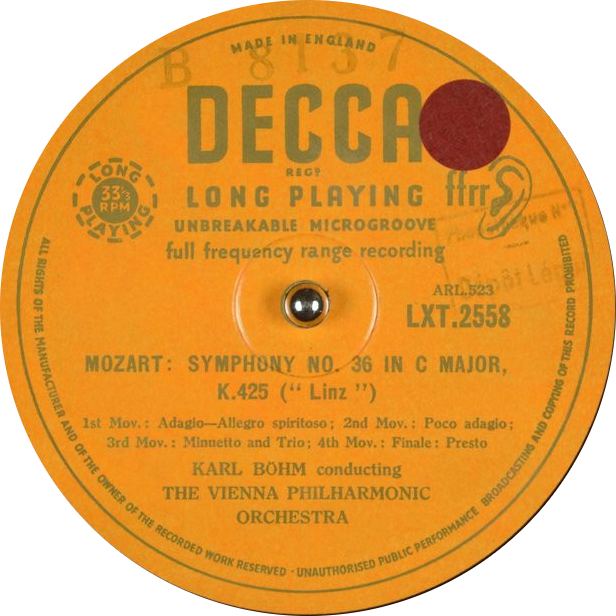 MADE IN ENGLAND
B 8137
DECCA
REGD
LONG PLAYING ffrr
UNBREAKABLE MICROGROOVE
full frequency range recording
LONG
33⅓
RPM
PLAYING
Dépôt
ARL.523
LXT.2558
MOZART: SYMPHONY NO. 36 IN C MAJOR,
K.425 (“ Linz ”)
1st Mov. : Adagio—Allegro spiritoso ; 2nd Mov. : Poco adagio ;
3rd Mov. : Minuetto and Trio ; 4th Mov. : Finale : Presto
KARL BÖHM conducting
THE VIENNA PHILHARMONIC
ORCHESTRA
ALL RIGHTS OF THE MANUFACTURER AND OF THE OWNER OF THE RECORDED WORK RESERVED · UNAUTHORISED PUBLIC PERFORMANCE BROADCASTING AND COPYING OF THIS RECORD PROHIBITED